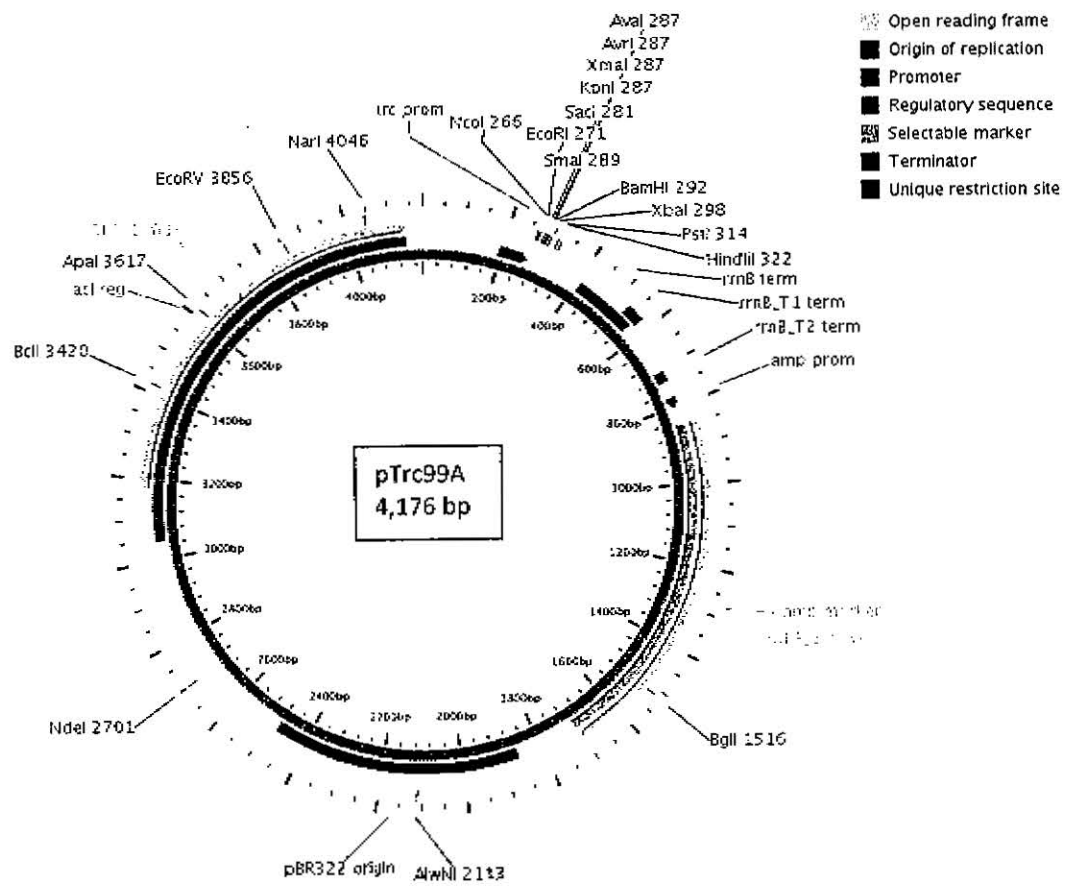 AvaI 287
AvrI 287
XmaI 287
KpnI 287
SacI 281
EcoRI 271
SmaI 289
trc prom
NcoI 266
NarI 4046
EcoRV 3856
ApaI 3617
BclI 3420
BamHI 292
XbaI 298
PstI 314
HindIII 322
rrnB term
rrnB_T1 term
rrnB_T2 term
amp prom
Open reading frame
Origin of replication
Promoter
Regulatory sequence
Selectable marker
Terminator
Unique restriction site
200bp
400bp
600bp
800bp
1000bp
1200bp
1400bp
1600bp
1800bp
2000bp
2200bp
2400bp
2800bp
3000bp
3200bp
3400bp
4000bp
pTrc99A
4,176 bp
marker
BglI 1516
NdeI 2701
pBR322 origin
AlwNI